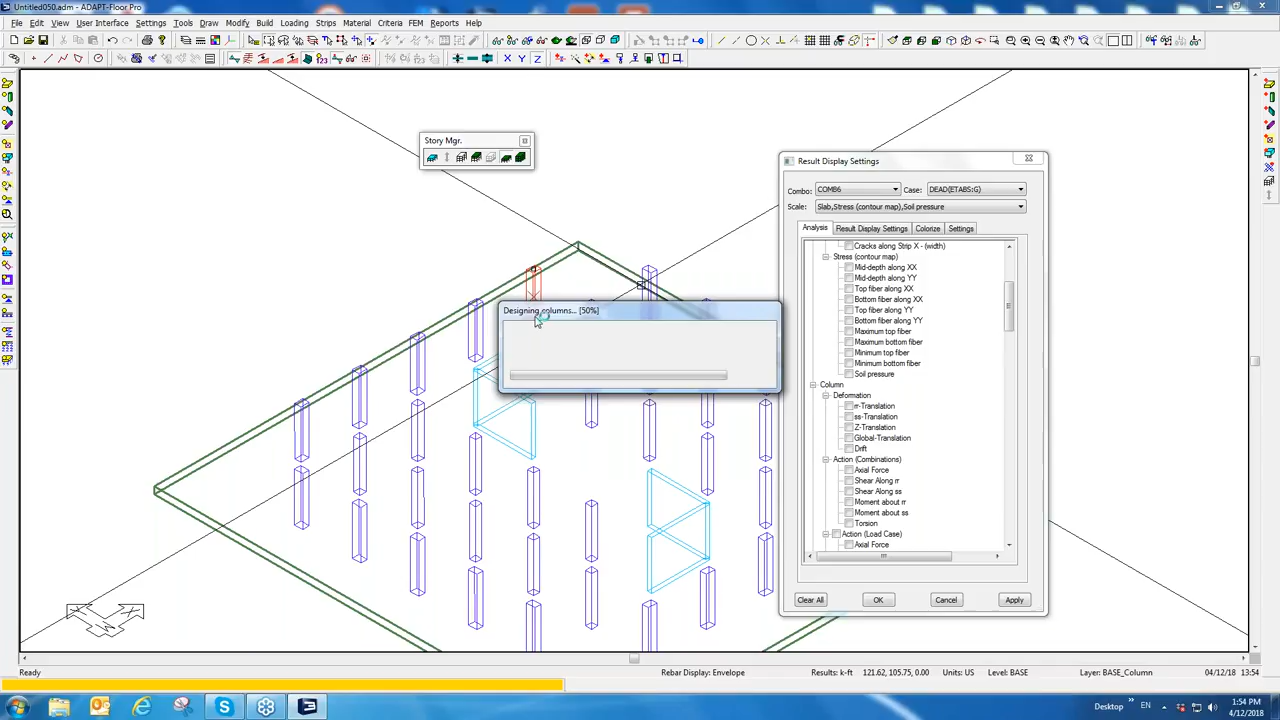 Untitled050.adm - ADAPT-Floor Pro
File Edit View User Interface Settings Tools Draw Modify Build Loading Strips Material Criteria FEM Reports Help
X Y Z
Story Mgr.
Result Display Settings
Combo: COMB6 Case: DEAD(ETABS:G)
Scale: Slab,Stress (contour map),Soil pressure
Analysis Result Display Settings Colorize Settings
Cracks along Strip X - (width)
Stress (contour map)
Mid-depth along XX
Mid-depth along YY
Top fiber along XX
Bottom fiber along XX
Top fiber along YY
Bottom fiber along YY
Maximum top fiber
Maximum bottom fiber
Minimum top fiber
Minimum bottom fiber
Soil pressure
Column
Deformation
rr-Translation
ss-Translation
Z-Translation
Global-Translation
Drift
Action (Combinations)
Axial Force
Shear Along rr
Shear Along ss
Moment about rr
Moment about ss
Torsion
Action (Load Case)
Axial Force
Clear All OK Cancel Apply
Designing columns... [50%]
Ready Rebar Display: Envelope Results: k-ft 121.62, 105.75, 0.00 Units: US Level: BASE Layer: BASE_Column 04/12/18 13:54
Desktop » EN 1:54 PM
4/12/2018